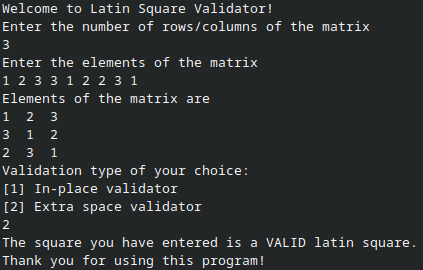 Welcome to Latin Square Validator!
Enter the number of rows/columns of the matrix
3
Enter the elements of the matrix
1 2 3 3 1 2 2 3 1
Elements of the matrix are
1  2  3
3  1  2
2  3  1
Validation type of your choice:
[1] In-place validator
[2] Extra space validator
2
The square you have entered is a VALID latin square.
Thank you for using this program!